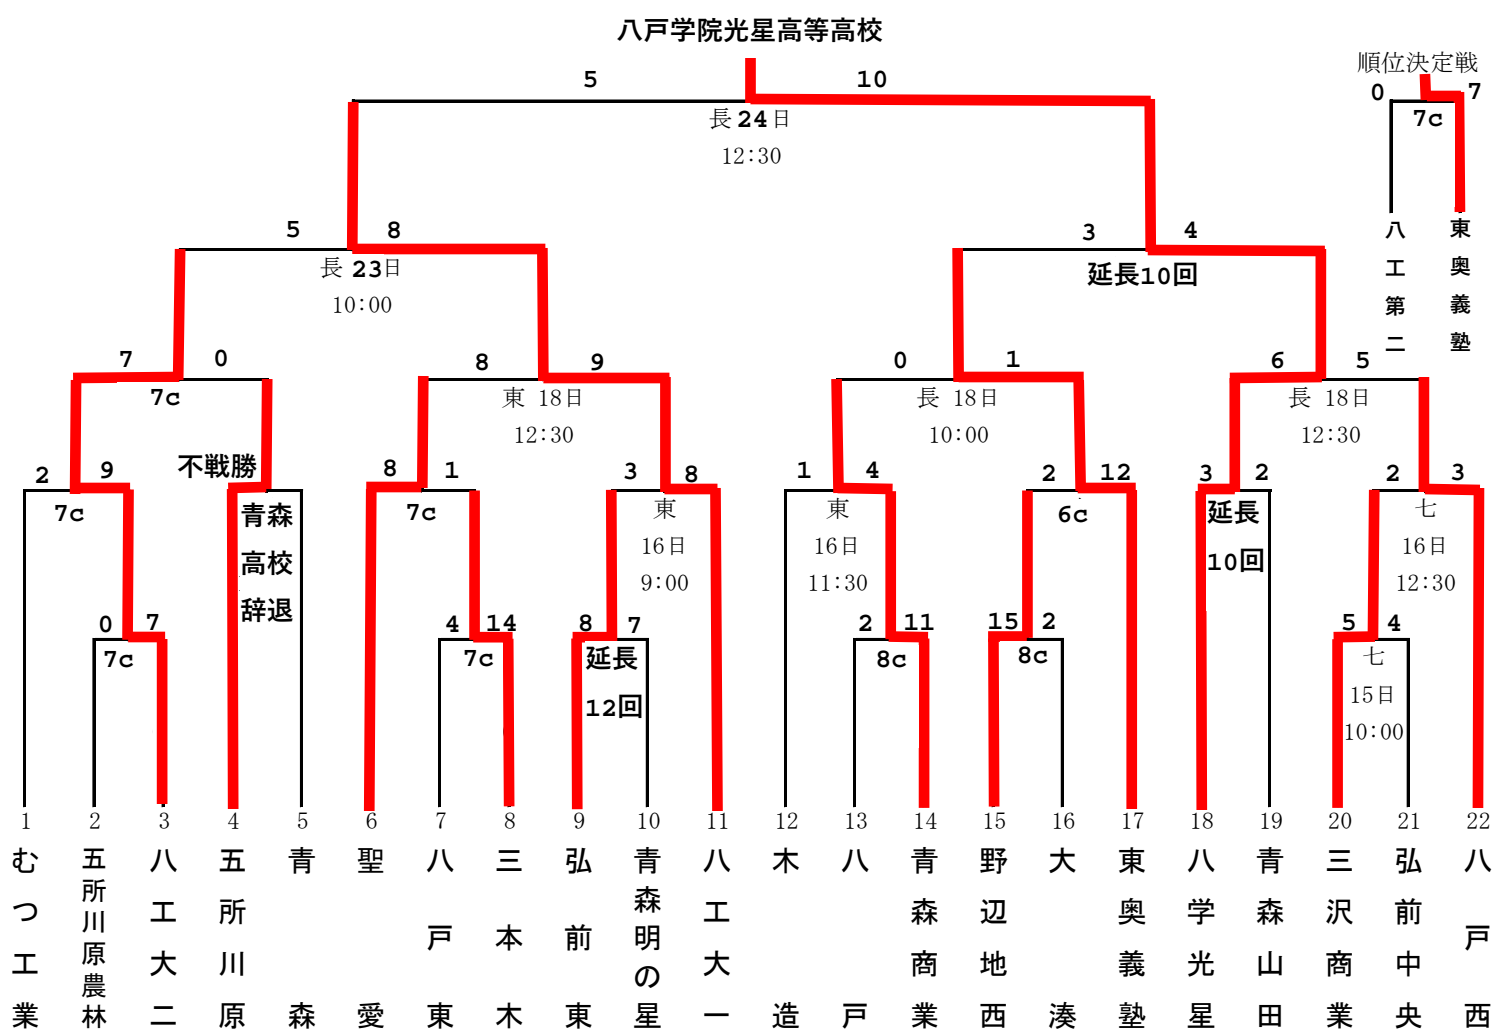 八戸学院光星高等高校
順位決定戦
5 10
0 7
7c
長 24日
12:30
八工第二
東奥義塾
5 8
長 23日
10:00
3 4
延長10回
7 0
7c
8 9
東 18日
12:30
0 1
長 18日
10:00
6 5
長 18日
12:30
2 9
7c
不戦勝
青森
高校
辞退
8 1
7c
3 8
東
16日
9:00
1 4
東
16日
11:30
2 12
6c
3 2
延長
10回
2 3
七
16日
12:30
0 7
7c
4 14
7c
8 7
延長
12回
2 11
8c
15 2
8c
5 4
七
15日
10:00
1 2 3 4 5 6 7 8 9 10 11 12 13 14 15 16 17 18 19 20 21 22
むつ工業
五所川原農林
八工大二
五所川原
青森
聖愛
八戸東
三本木
弘前東
青森明の星
八工大一
木造
八戸
青森商業
野辺地西
大湊
東奥義塾
八学光星
青森山田
三沢商業
弘前中央
八戸西